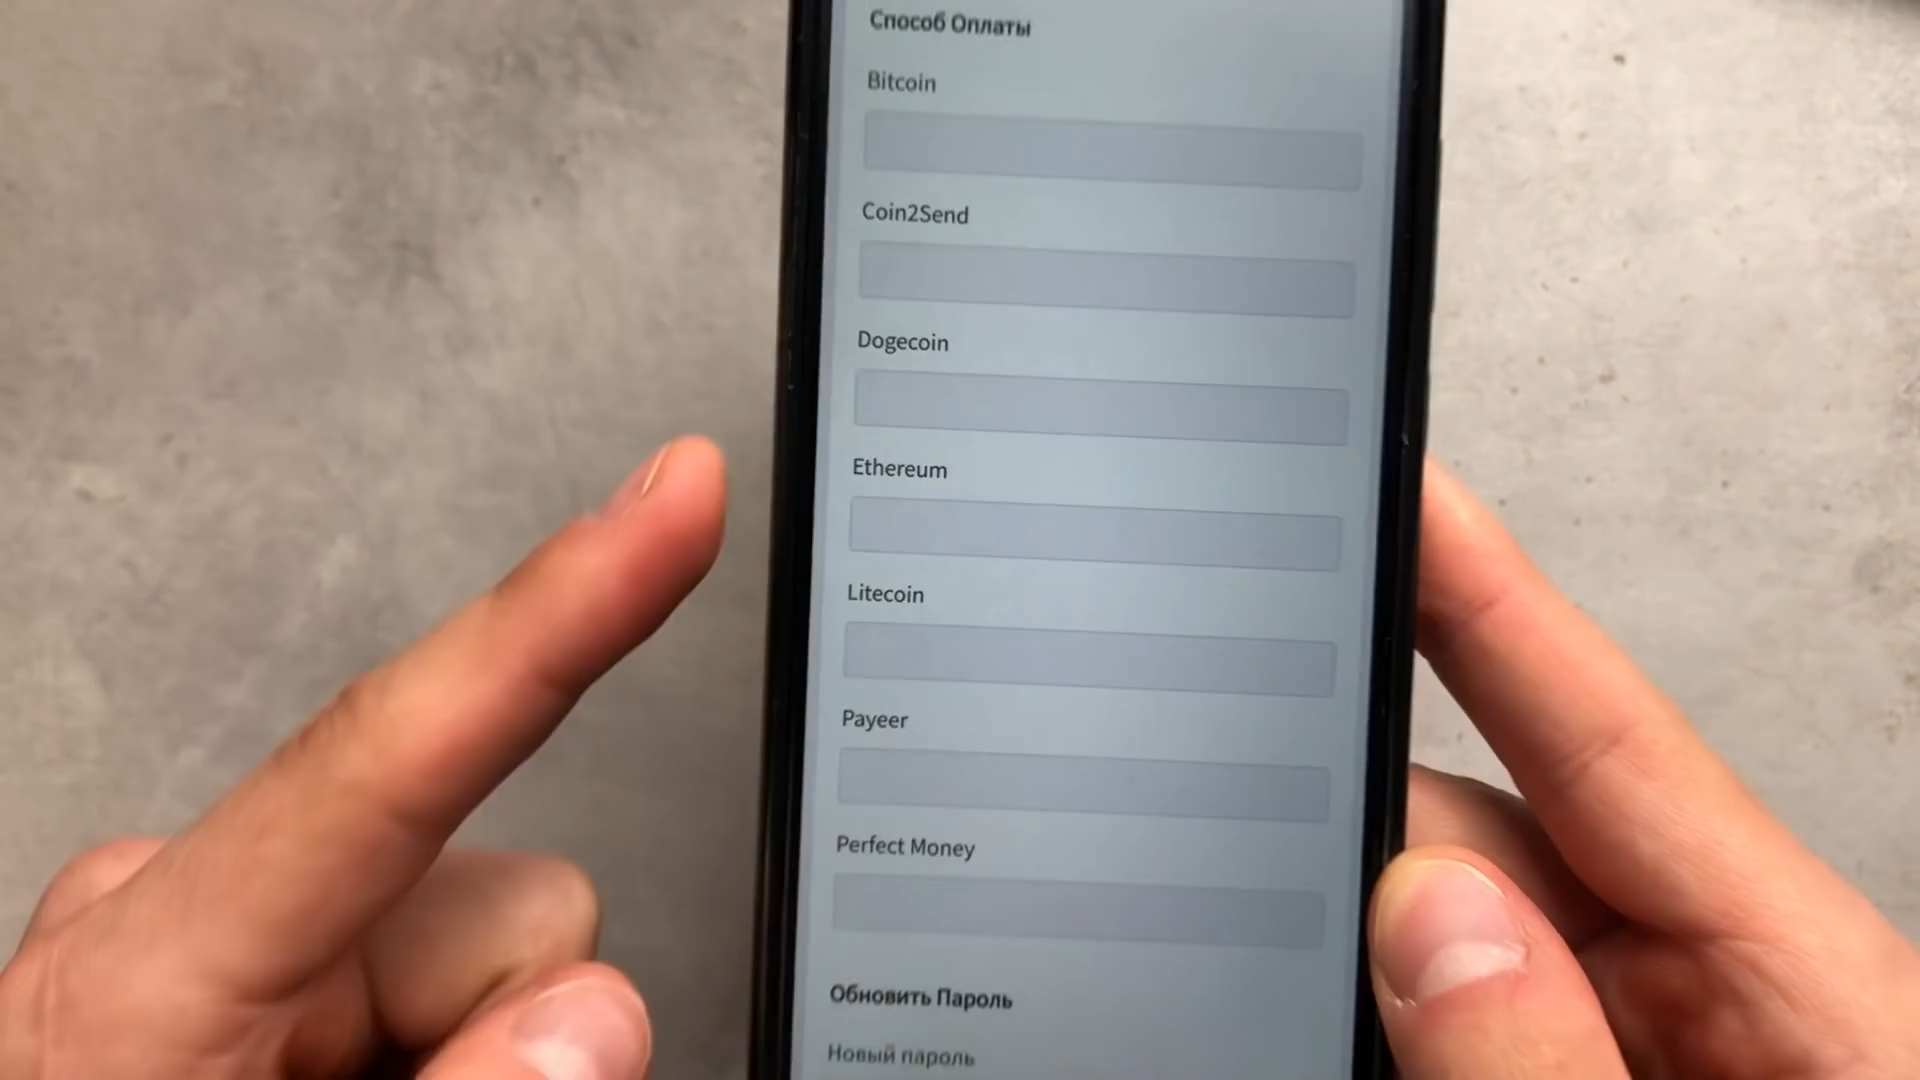 Способ Оплаты
Bitcoin
Coin2Send
Dogecoin
Ethereum
Litecoin
Payeer
Perfect Money
Обновить Пароль
Новый пароль